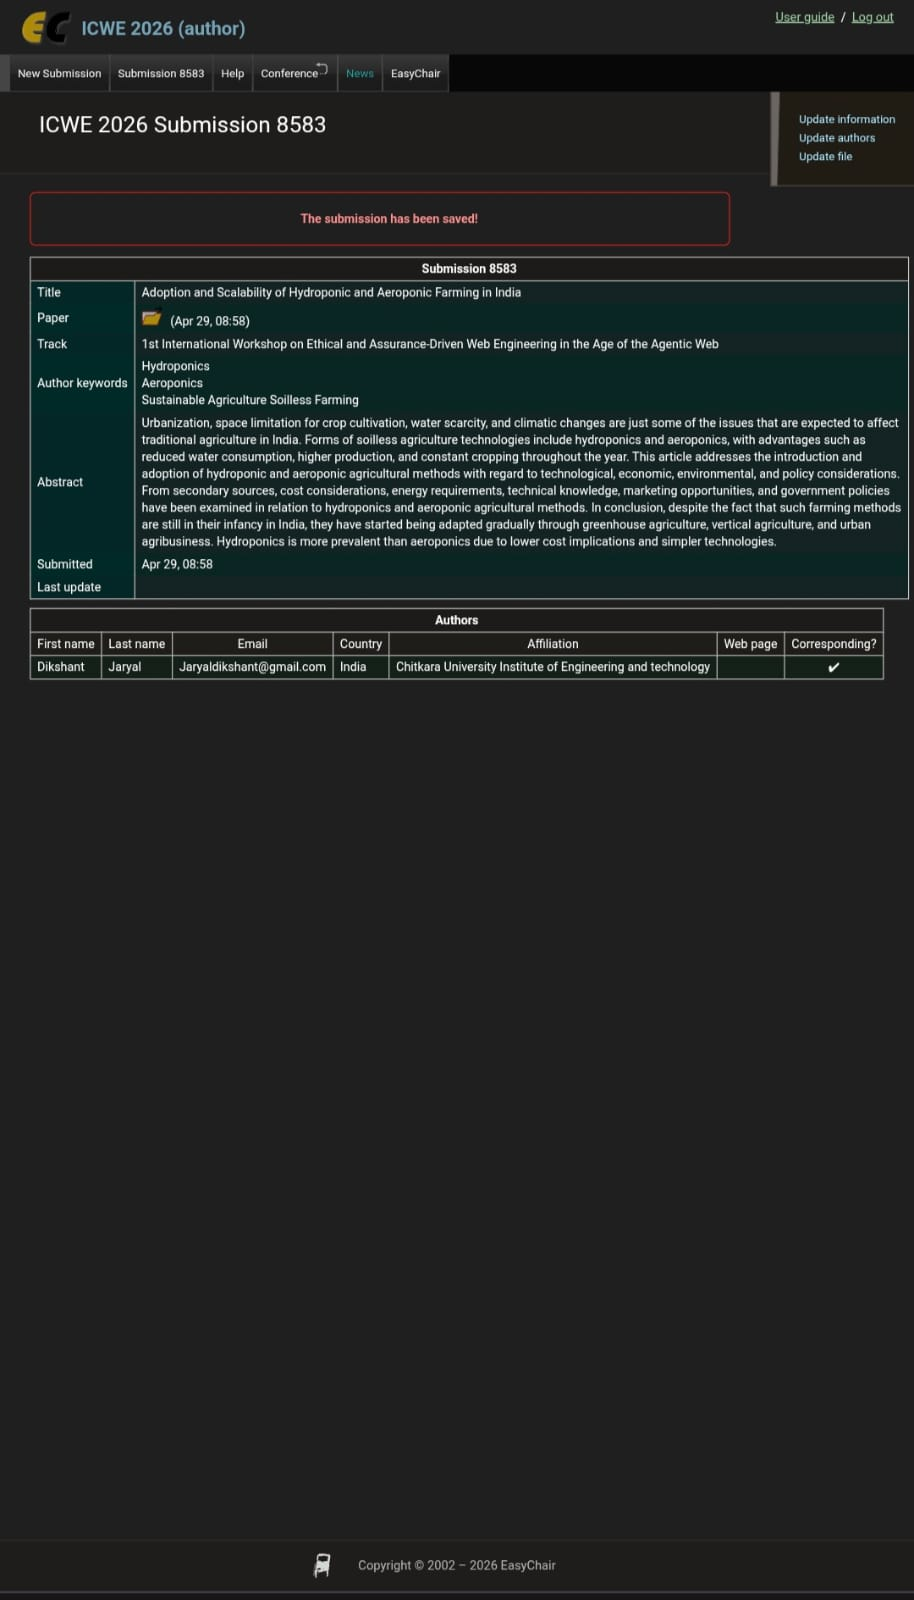 EC ICWE 2026 (author)
User guide / Log out
New Submission Submission 8583 Help Conference News EasyChair
ICWE 2026 Submission 8583
Update information
Update authors
Update file
The submission has been saved!
Submission 8583
Title Adoption and Scalability of Hydroponic and Aeroponic Farming in India
Paper (Apr 29, 08:58)
Track 1st International Workshop on Ethical and Assurance-Driven Web Engineering in the Age of the Agentic Web
Author keywords Hydroponics
Aeroponics
Sustainable Agriculture Soilless Farming
Abstract Urbanization, space limitation for crop cultivation, water scarcity, and climatic changes are just some of the issues that are expected to affect
traditional agriculture in India. Forms of soilless agriculture technologies include hydroponics and aeroponics, with advantages such as
reduced water consumption, higher production, and constant cropping throughout the year. This article addresses the introduction and
adoption of hydroponic and aeroponic agricultural methods with regard to technological, economic, environmental, and policy considerations.
From secondary sources, cost considerations, energy requirements, technical knowledge, marketing opportunities, and government policies
have been examined in relation to hydroponics and aeroponic agricultural methods. In conclusion, despite the fact that such farming methods
are still in their infancy in India, they have started being adapted gradually through greenhouse agriculture, vertical agriculture, and urban
agribusiness. Hydroponics is more prevalent than aeroponics due to lower cost implications and simpler technologies.
Submitted Apr 29, 08:58
Last update
Authors
First name Last name Email Country Affiliation Web page Corresponding?
Dikshant Jaryal Jaryaldikshant@gmail.com India Chitkara University Institute of Engineering and technology ✔
Copyright © 2002 – 2026 EasyChair